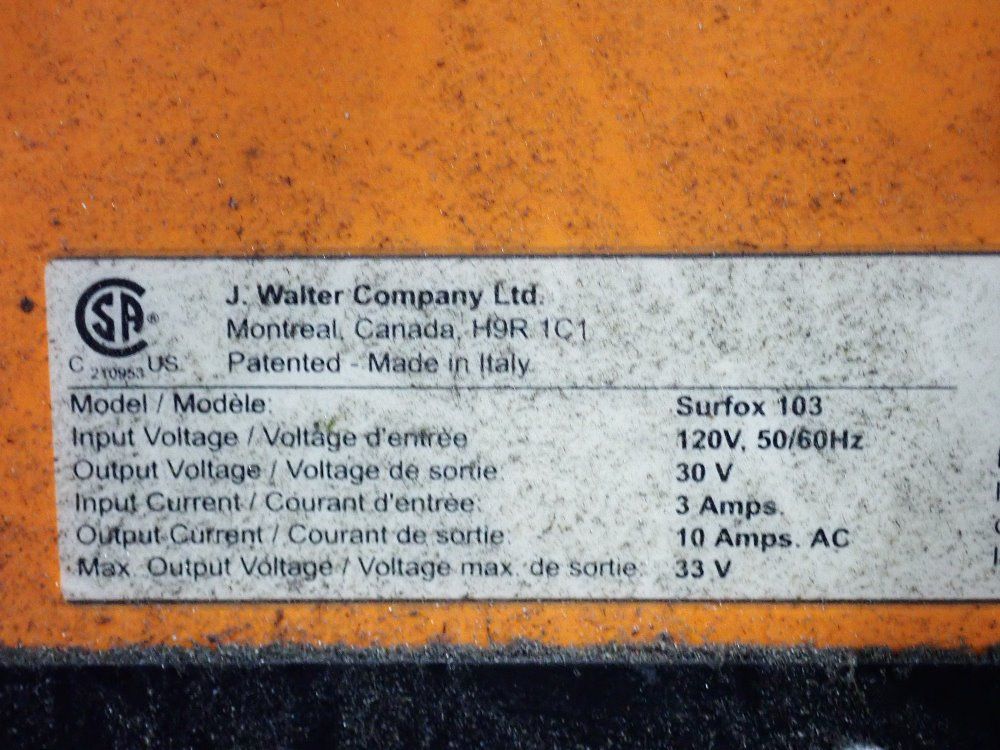 CSA®
C US
J. Walter Company Ltd.
Montreal, Canada, H9R 1C1
Patented - Made in Italy
Model / Modèle: Surfox 103
Input Voltage / Voltage d'entrée 120V, 50/60Hz
Output Voltage / Voltage de sortie: 30 V
Input Current / Courant d'entrée: 3 Amps.
Output Current / Courant de sortie: 10 Amps. AC
Max. Output Voltage / Voltage max. de sortie: 33 V